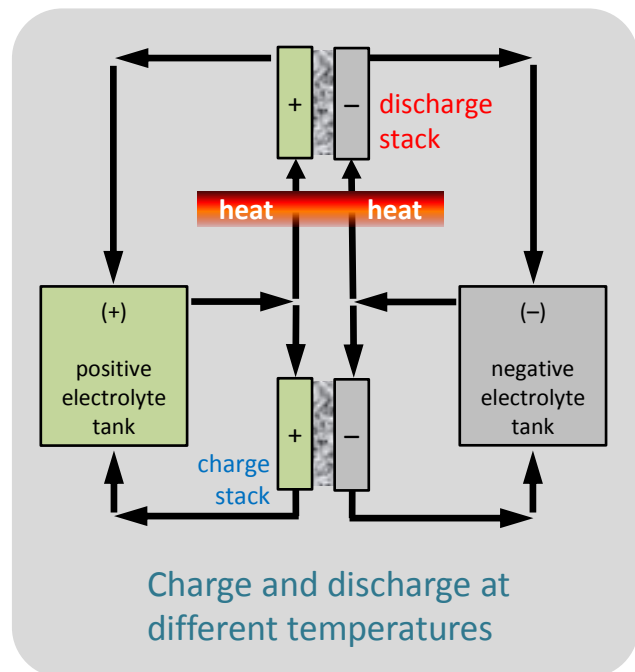 + –
discharge
stack
heat heat
(+)
positive
electrolyte
tank
(–)
negative
electrolyte
tank
+ –
charge
stack
Charge and discharge at
different temperatures